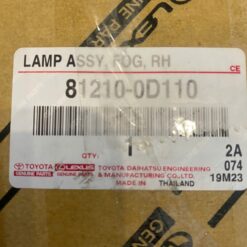 LAMP ASSY, FOG, RH
CE
81210-0D110
QTY.
1
2A
074
19M23
TOYOTA
GENUINE PARTS
LEXUS
GENUINE PARTS
TOYOTA DAIHATSU ENGINEERING
& MANUFACTURING CO.,LTD.
MADE IN THAILAND